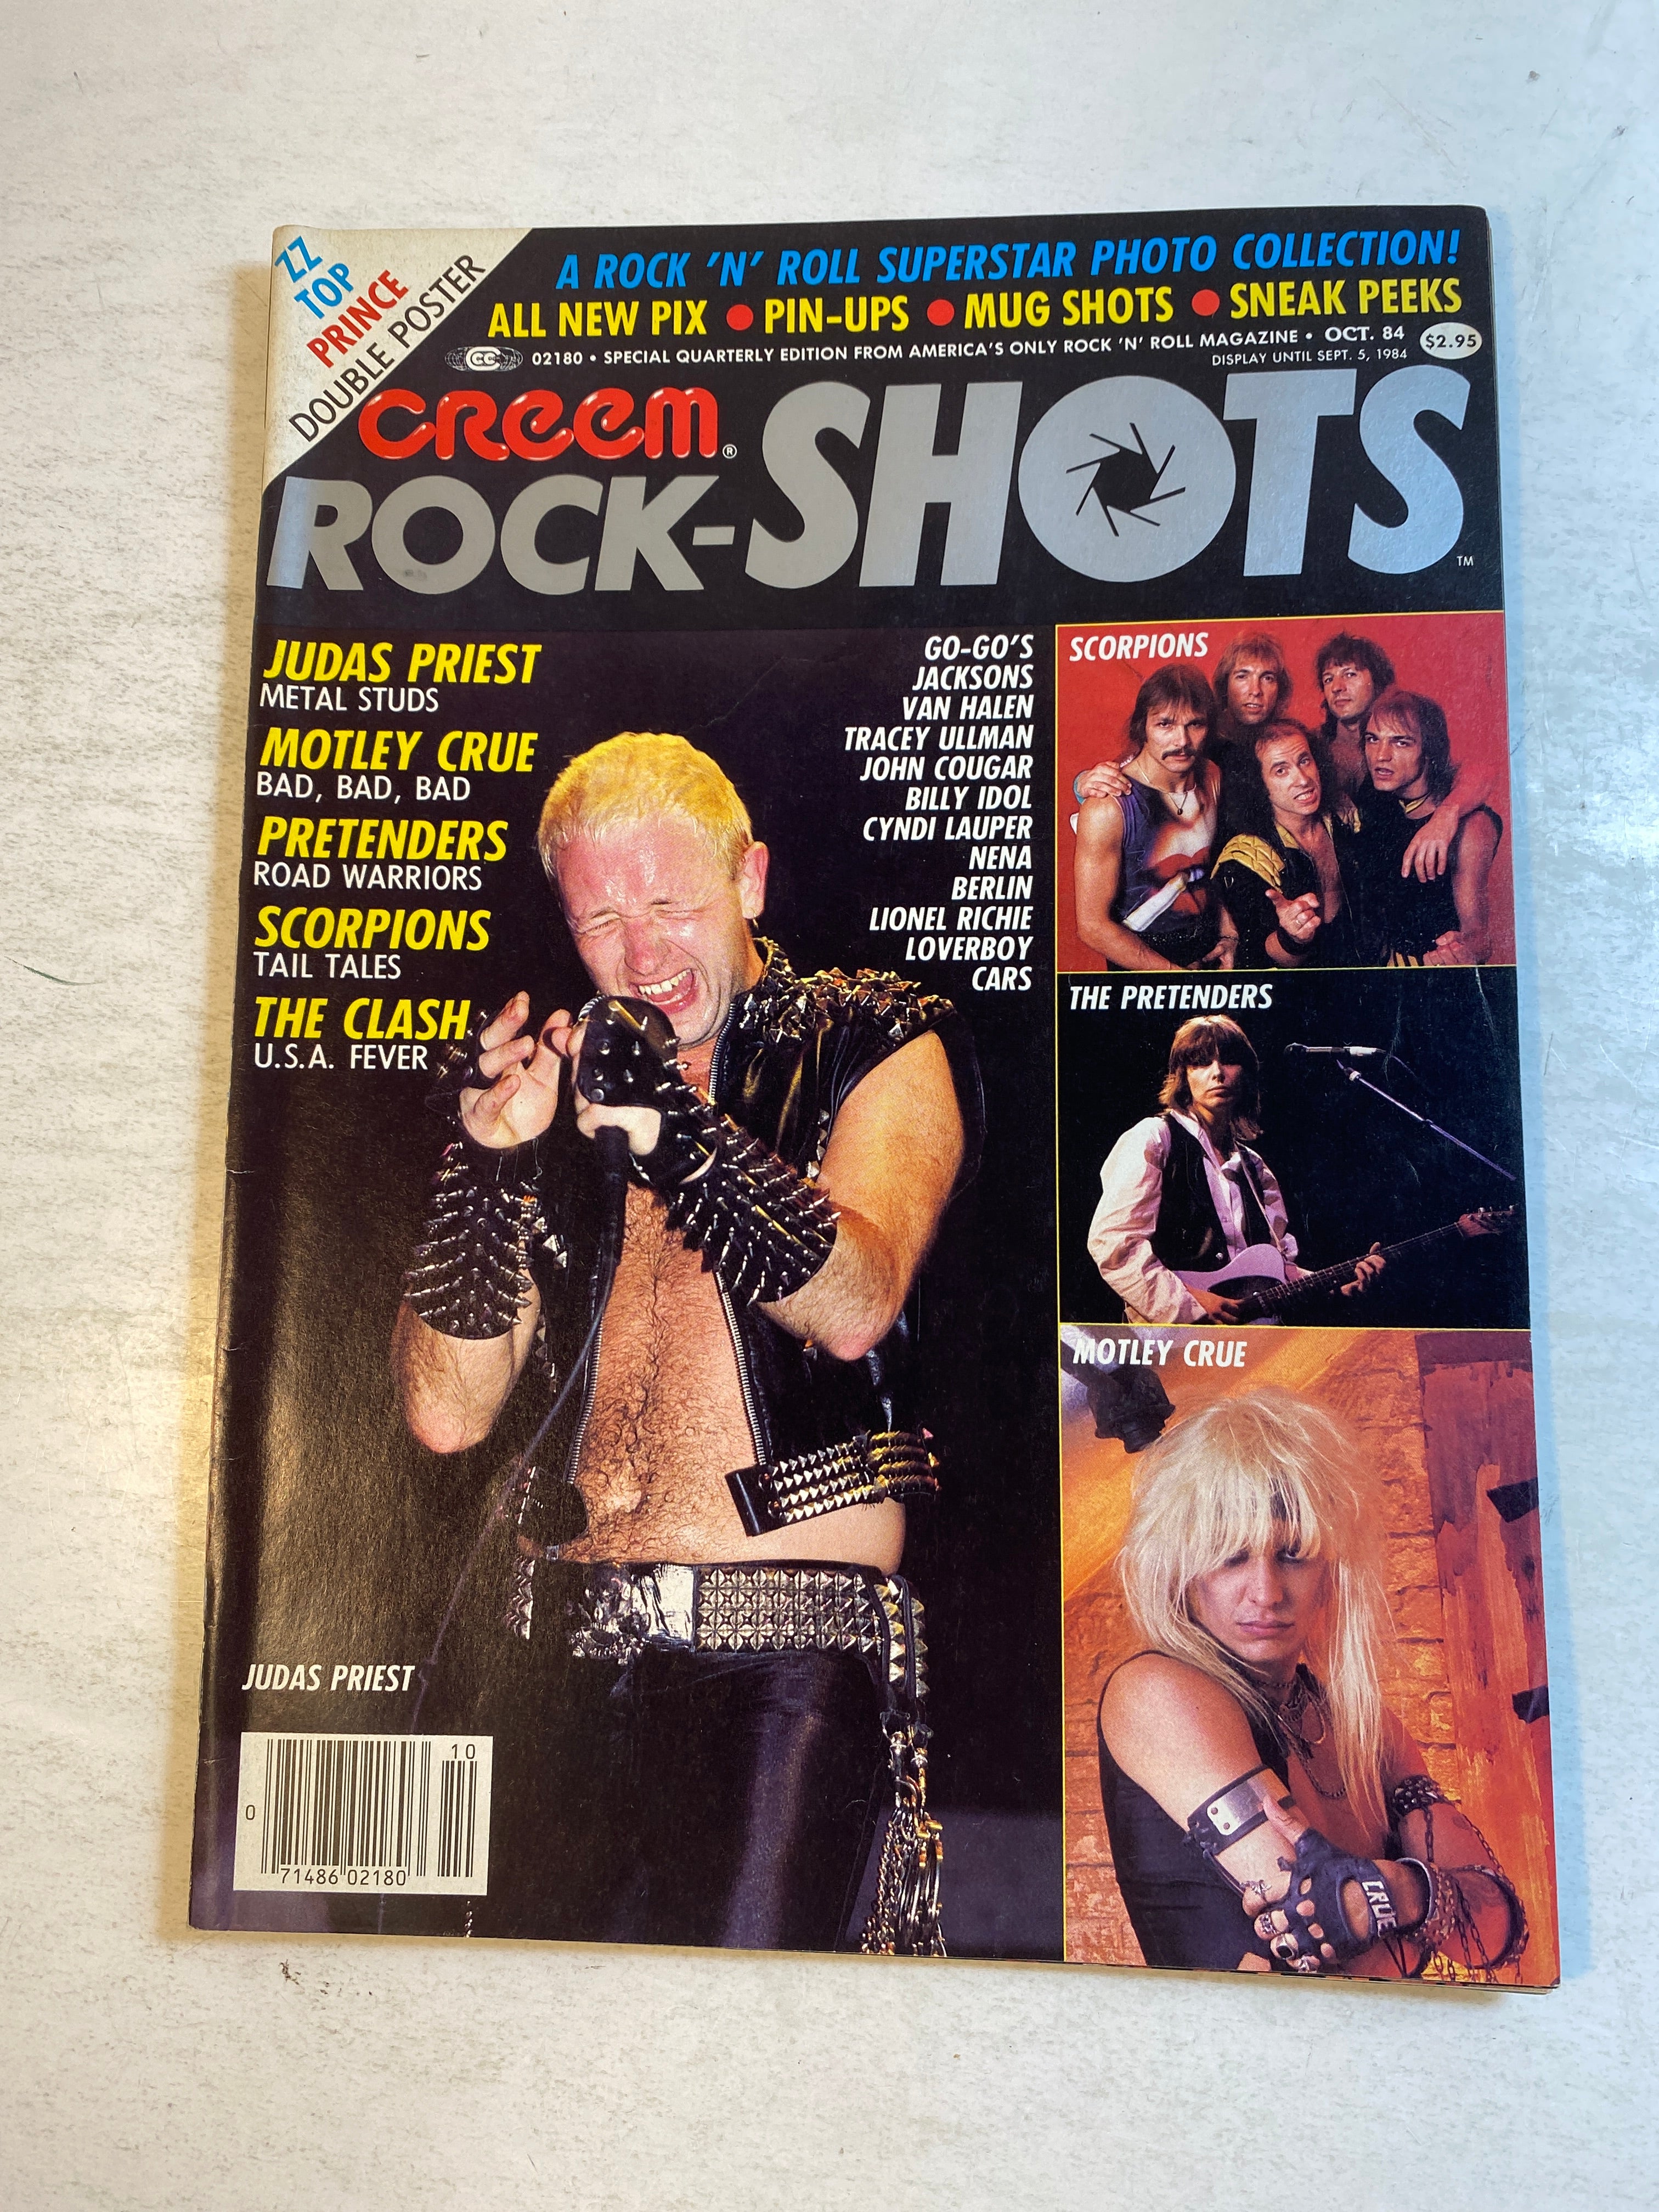 ZZ
TOP
PRINCE
DOUBLE POSTER
A ROCK 'N' ROLL SUPERSTAR PHOTO COLLECTION!
ALL NEW PIX ● PIN-UPS ● MUG SHOTS ● SNEAK PEEKS
CC 02180 • SPECIAL QUARTERLY EDITION FROM AMERICA'S ONLY ROCK 'N' ROLL MAGAZINE • OCT. 84 $2.95
DISPLAY UNTIL SEPT. 5, 1984
CREEM®
ROCK-SHOTS™
JUDAS PRIEST
METAL STUDS
MOTLEY CRUE
BAD, BAD, BAD
PRETENDERS
ROAD WARRIORS
SCORPIONS
TAIL TALES
THE CLASH
U.S.A. FEVER
GO-GO'S
JACKSONS
VAN HALEN
TRACEY ULLMAN
JOHN COUGAR
BILLY IDOL
CYNDI LAUPER
NENA
BERLIN
LIONEL RICHIE
LOVERBOY
CARS
SCORPIONS
THE PRETENDERS
MOTLEY CRUE
CRUE
JUDAS PRIEST
10
0
71486 02180